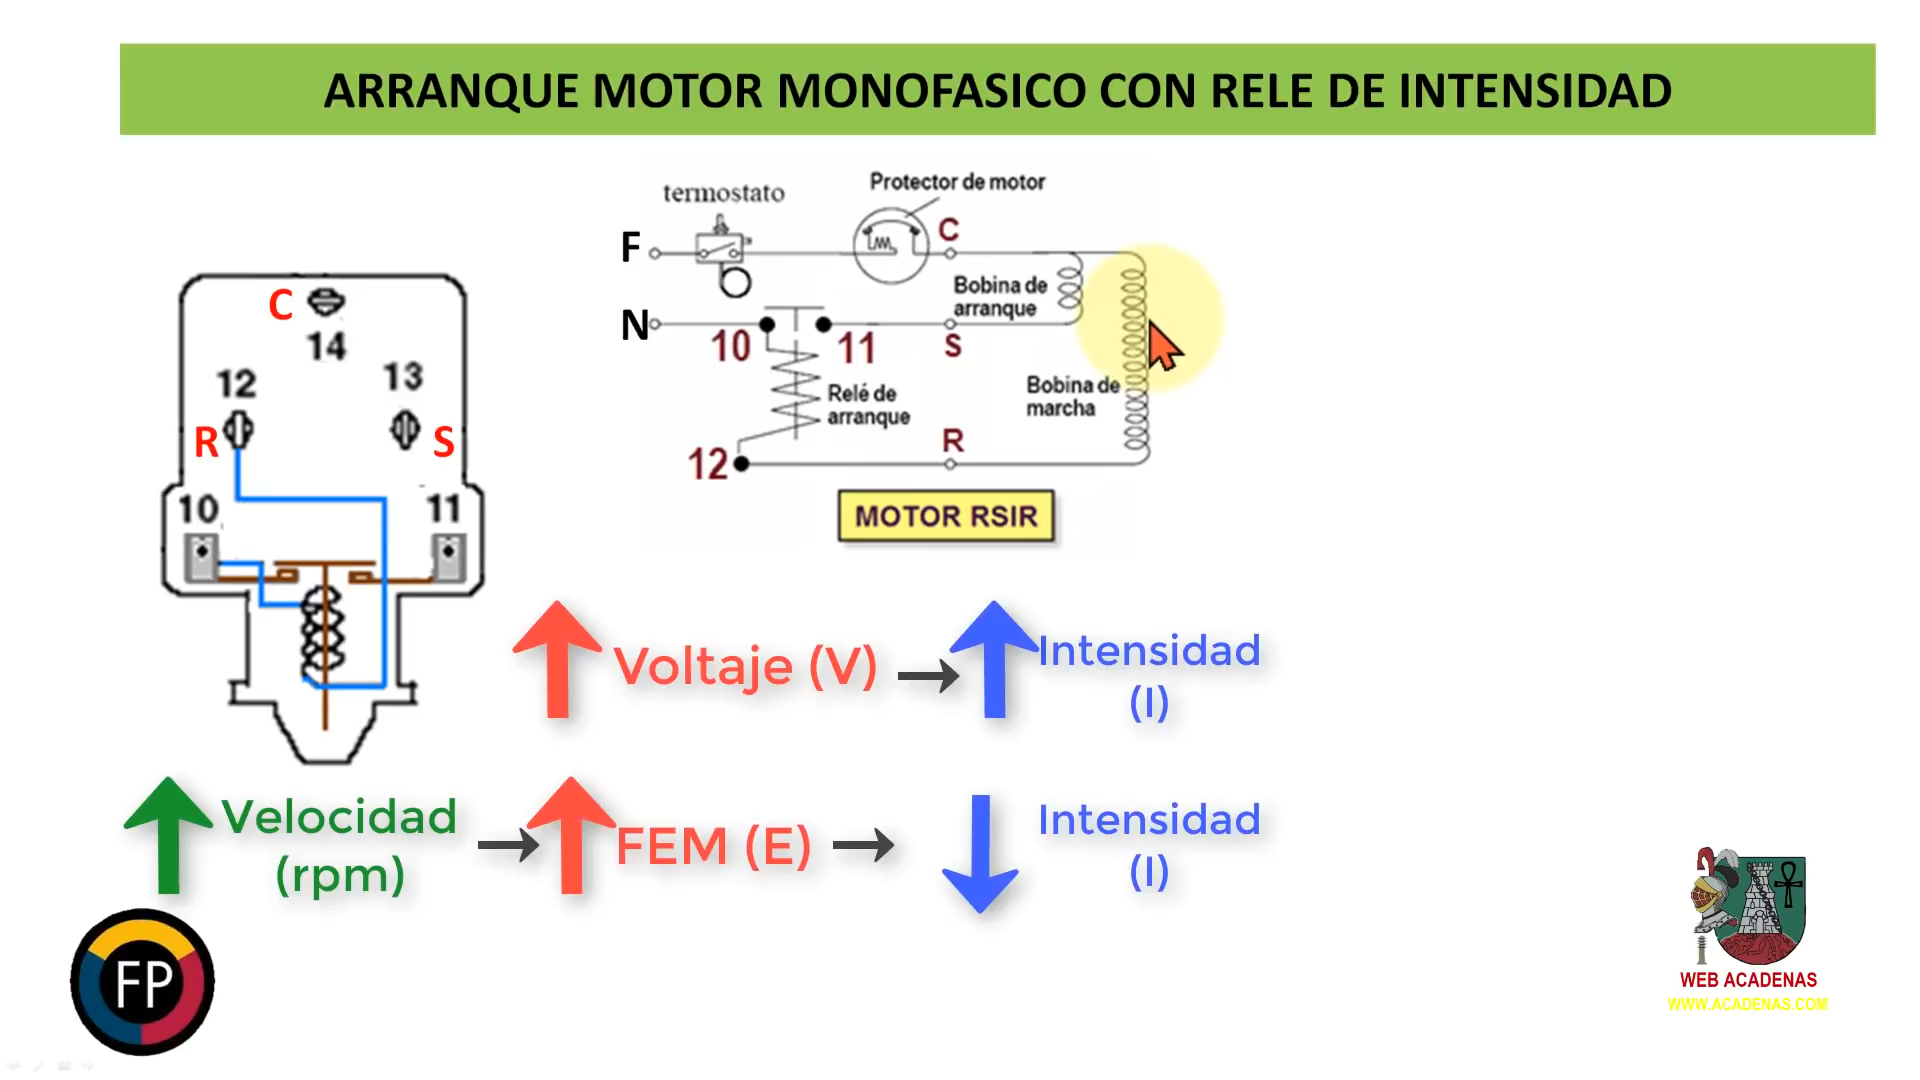 ARRANQUE MOTOR MONOFASICO CON RELE DE INTENSIDAD
termostato
Protector de motor
F
C
Bobina de
arranque
N
10
11
S
Relé de
arranque
Bobina de
marcha
12
R
MOTOR RSIR
C
14
12
13
R
S
10
11
Voltaje (V)
Intensidad
(I)
Velocidad
(rpm)
FEM (E)
Intensidad
(I)
FP
WEB ACADENAS
WWW.ACADENAS.COM